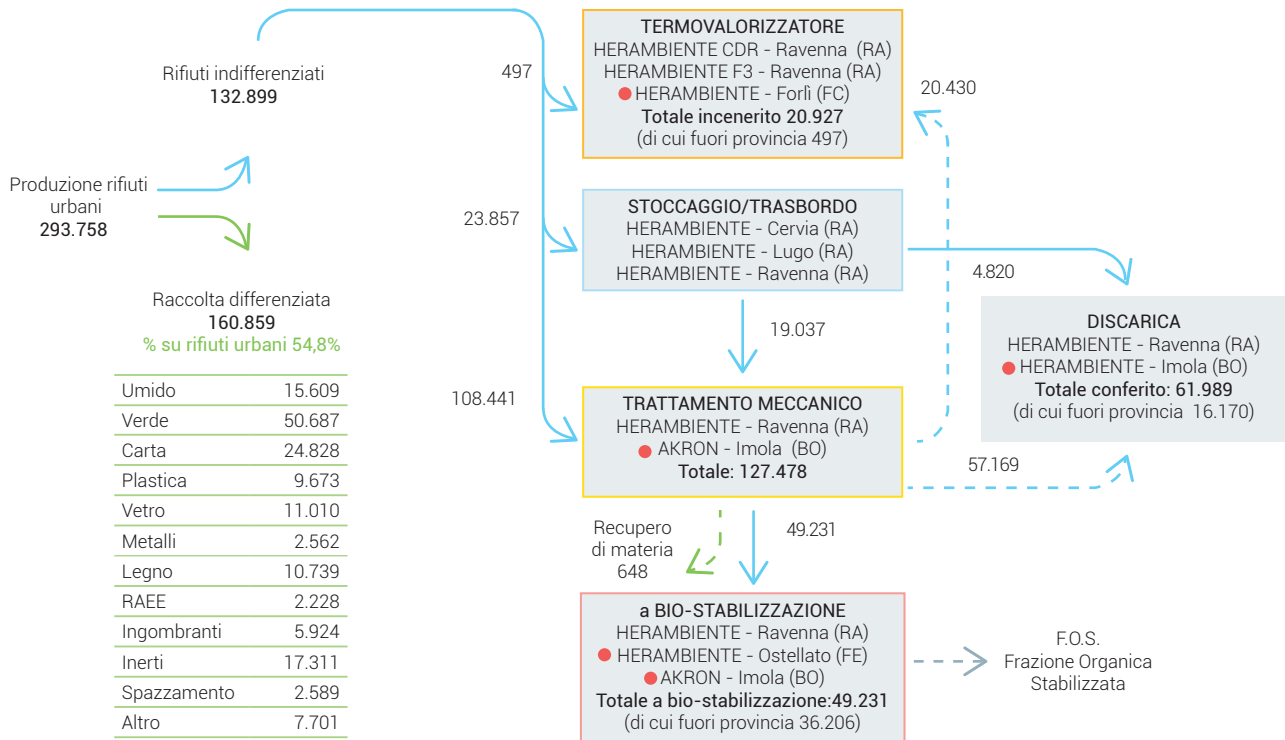 Produzione rifiuti
urbani
293.758
Rifiuti indifferenziati
132.899
Raccolta differenziata
160.859
% su rifiuti urbani 54,8%
Umido 15.609
Verde 50.687
Carta 24.828
Plastica 9.673
Vetro 11.010
Metalli 2.562
Legno 10.739
RAEE 2.228
Ingombranti 5.924
Inerti 17.311
Spazzamento 2.589
Altro 7.701
497
23.857
108.441
TERMOVALORIZZATORE
HERAMBIENTE CDR - Ravenna (RA)
HERAMBIENTE F3 - Ravenna (RA)
HERAMBIENTE - Forlì (FC)
Totale incenerito 20.927
(di cui fuori provincia 497)
20.430
STOCCAGGIO/TRASBORDO
HERAMBIENTE - Cervia (RA)
HERAMBIENTE - Lugo (RA)
HERAMBIENTE - Ravenna (RA)
4.820
19.037
DISCARICA
HERAMBIENTE - Ravenna (RA)
HERAMBIENTE - Imola (BO)
Totale conferito: 61.989
(di cui fuori provincia 16.170)
TRATTAMENTO MECCANICO
HERAMBIENTE - Ravenna (RA)
AKRON - Imola (BO)
Totale: 127.478
57.169
Recupero
di materia
648
49.231
a BIO-STABILIZZAZIONE
HERAMBIENTE - Ravenna (RA)
HERAMBIENTE - Ostellato (FE)
AKRON - Imola (BO)
Totale a bio-stabilizzazione:49.231
(di cui fuori provincia 36.206)
F.O.S.
Frazione Organica
Stabilizzata